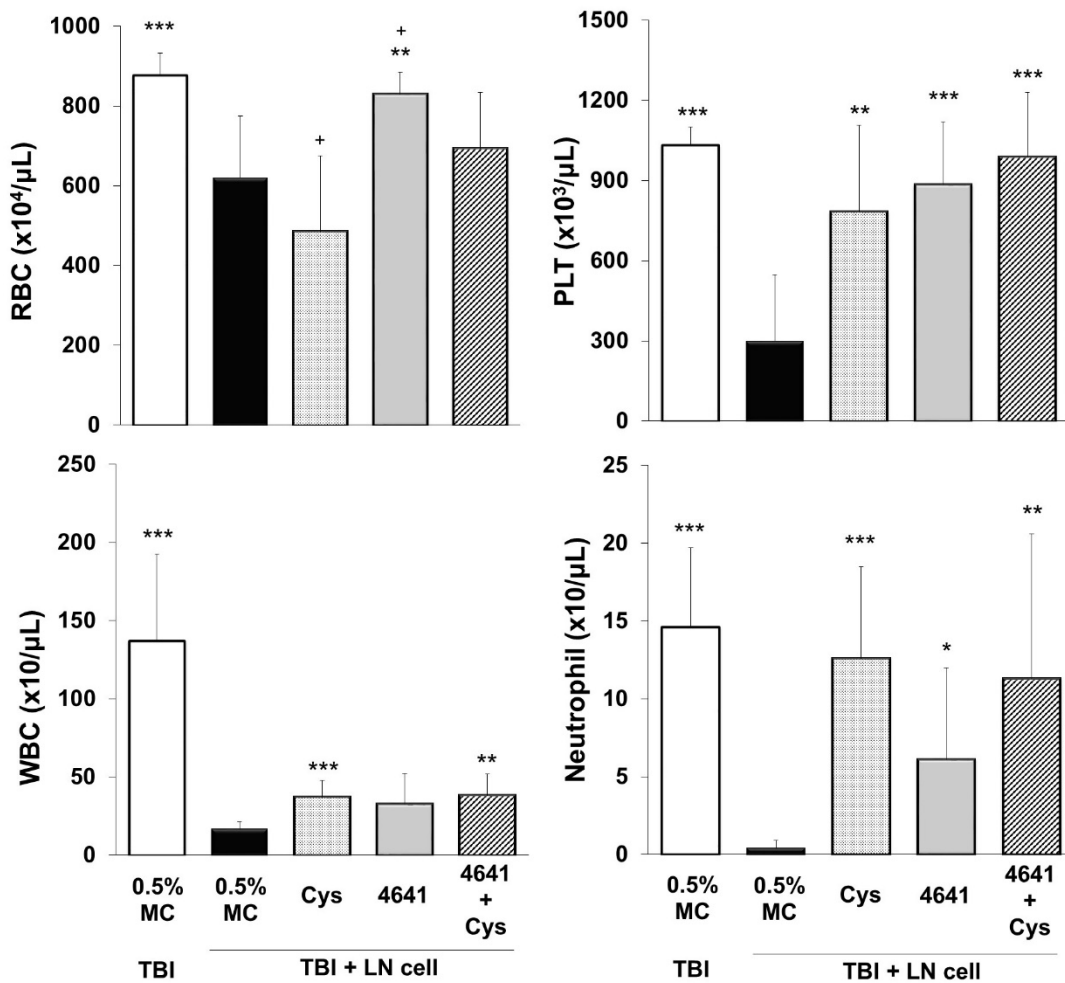 RBC (x10⁴/µL)
1000
800
600
400
200
0
***
+
+
**
PLT (x10³/µL)
1500
1200
900
600
300
0
***
**
***
***
WBC (x10/µL)
250
200
150
100
50
0
***
***
**
0.5% MC
0.5% MC
Cys
4641
4641 + Cys
TBI
TBI + LN cell
Neutrophil (x10/µL)
25
20
15
10
5
0
***
***
*
**
0.5% MC
0.5% MC
Cys
4641
4641 + Cys
TBI
TBI + LN cell